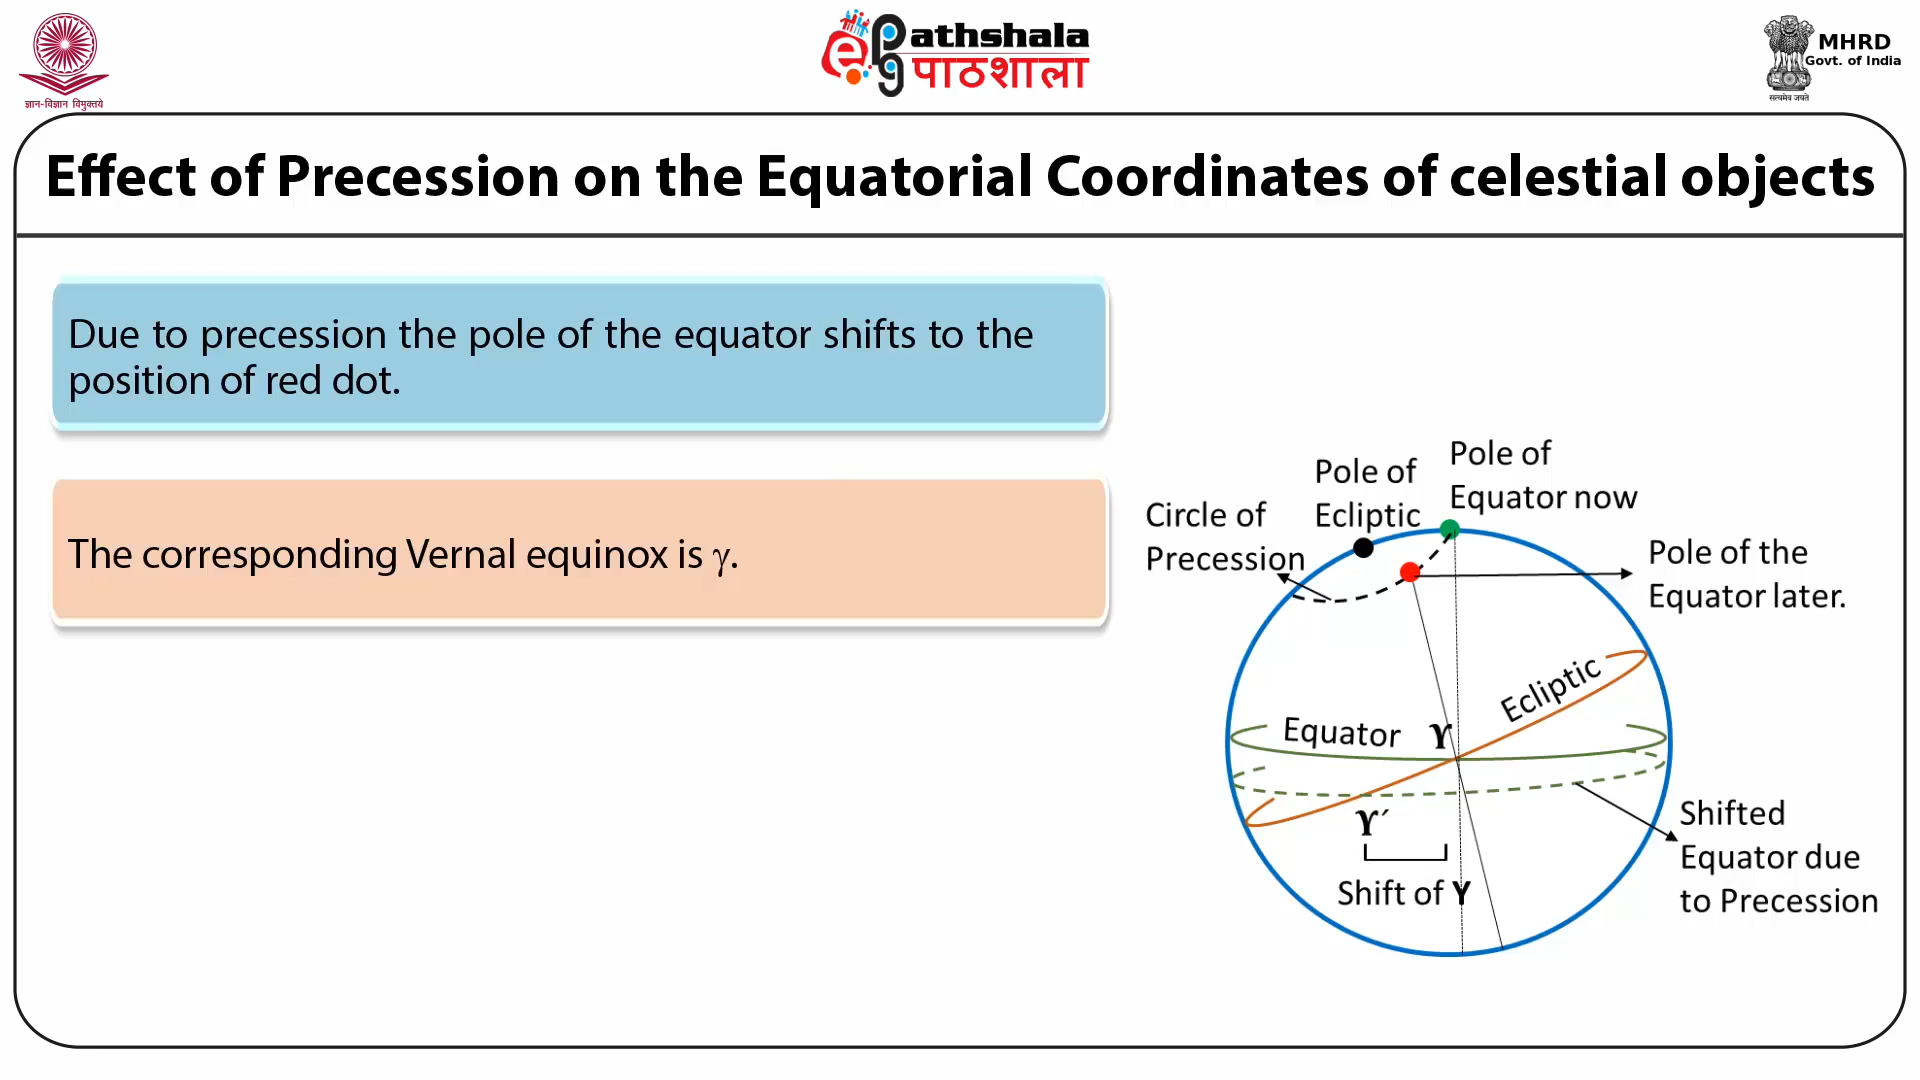 ज्ञान-विज्ञान विमुक्तये
ePathshala
पाठशाला
MHRD
Govt. of India
सत्यमेव जयते
Effect of Precession on the Equatorial Coordinates of celestial objects
Due to precession the pole of the equator shifts to the
position of red dot.
The corresponding Vernal equinox is γ.
Pole of
Equator now
Pole of
Ecliptic
Circle of
Precession
Pole of the
Equator later.
Ecliptic
Equator
ϒ
ϒ′
Shift of ϒ
Shifted
Equator due
to Precession